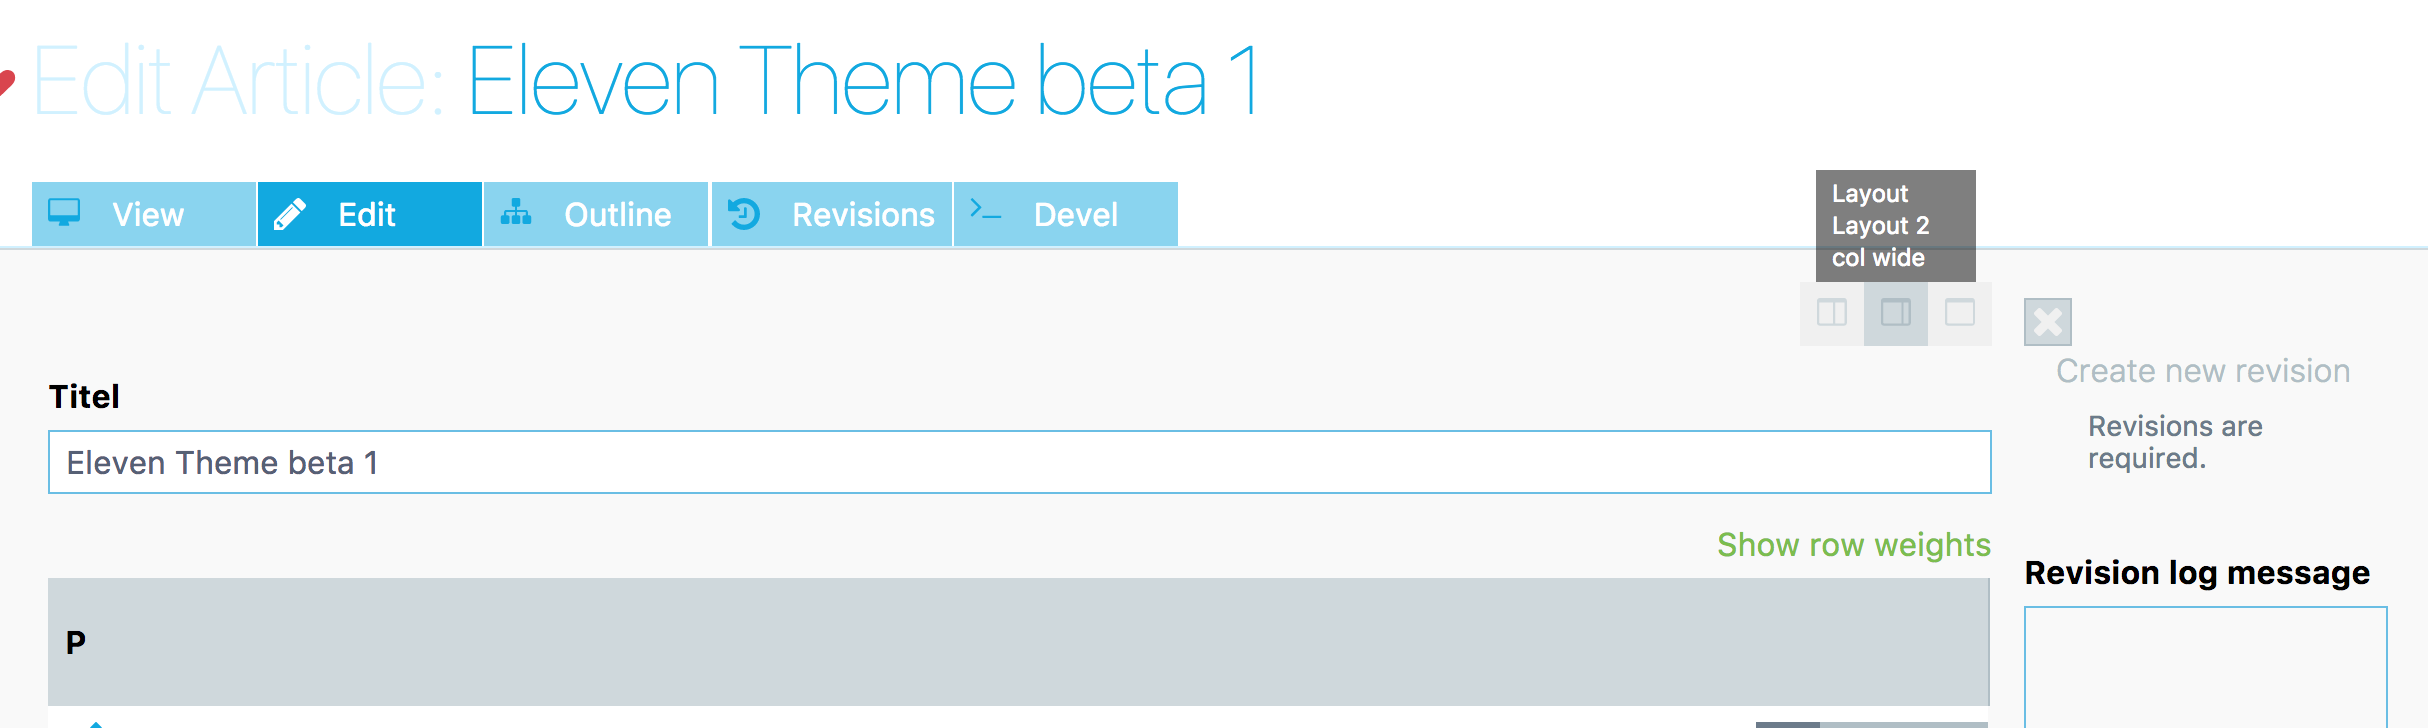 Edit Article: Eleven Theme beta 1
View
Edit
Outline
Revisions
Devel
Layout
Layout 2
col wide
Create new revision
Revisions are
required.
Titel
Eleven Theme beta 1
Show row weights
Revision log message
P